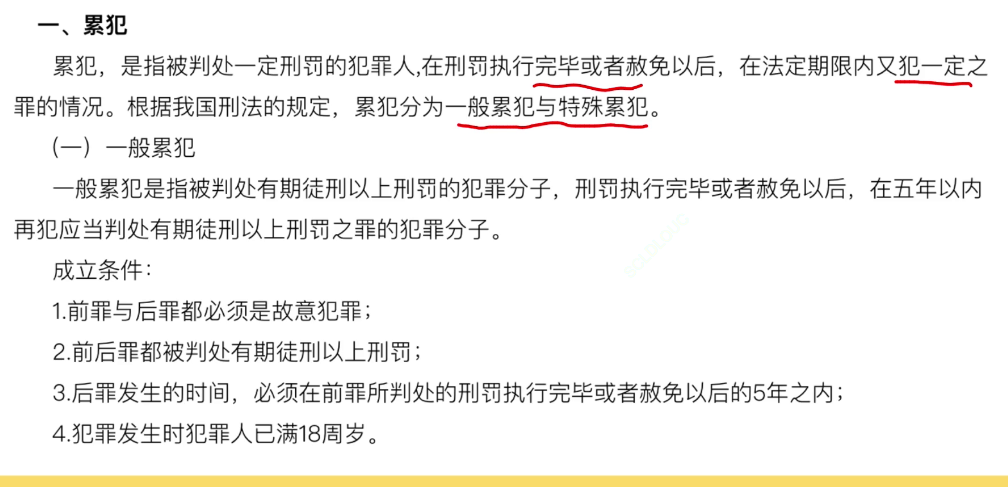 一、累犯
累犯，是指被判处一定刑罚的犯罪人,在刑罚执行完毕或者赦免以后，在法定期限内又犯一定之
罪的情况。根据我国刑法的规定，累犯分为一般累犯与特殊累犯。
（一）一般累犯
一般累犯是指被判处有期徒刑以上刑罚的犯罪分子，刑罚执行完毕或者赦免以后，在五年以内
再犯应当判处有期徒刑以上刑罚之罪的犯罪分子。
成立条件：
1.前罪与后罪都必须是故意犯罪；
2.前后罪都被判处有期徒刑以上刑罚；
3.后罪发生的时间，必须在前罪所判处的刑罚执行完毕或者赦免以后的5年之内；
4.犯罪发生时犯罪人已满18周岁。